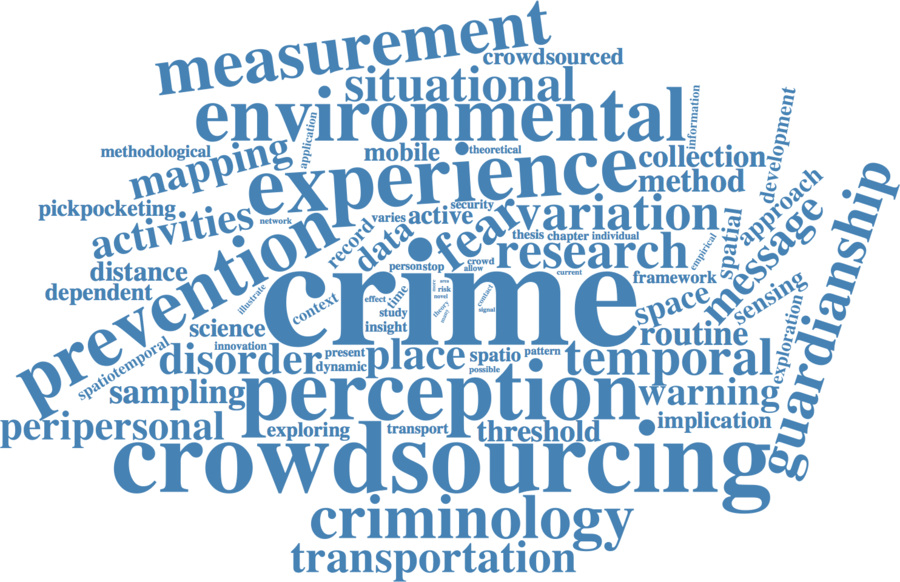 measurement
crowdsourced
situational
environmental
information
application
development
methodological
mapping
mobile
theoretical
experience
collection
method
pickpocketing
activities
network
varies
active
security
variation
approach
spatial
message
guardianship
record
data
fear
thesis
chapter
individual
research
empirical
prevention
distance
dependent
personstop
crowd
allow
current
framework
crime
illustrate
context
effect
time
study
insight
area
risk
novel
theory
contact
signal
space
sensing
science
routine
innovation
spatiotemporal
disorder
present
dynamic
place
spatio
pattern
possible
temporal
exploration
sampling
perception
warning
peripersonal
exploring
transport
threshold
implication
crowdsourcing
criminology
transportation